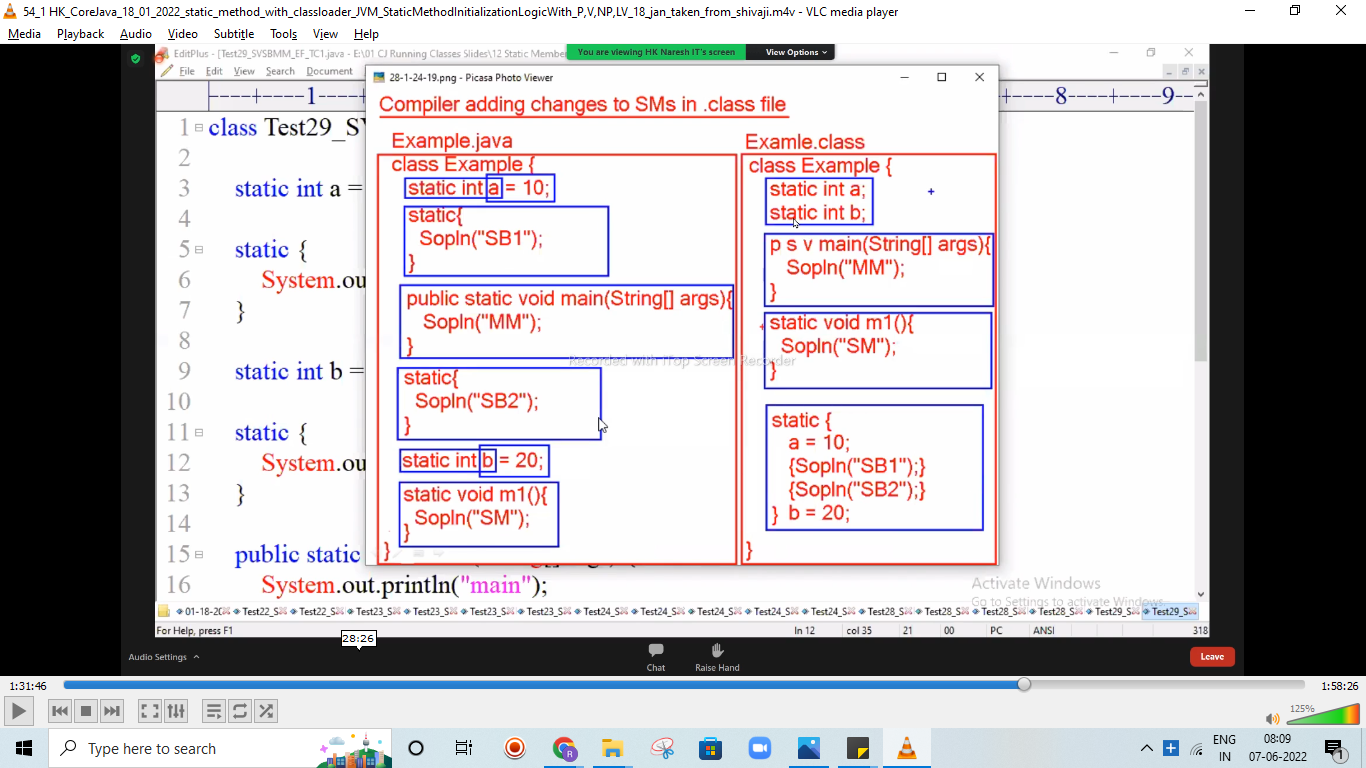 54_1 HK_CoreJava_18_01_2022_static_method_with_classloader_JVM_StaticMethodInitializationLogicWith_P,V,NP,LV_18_jan_taken_from_shivaji.m4v - VLC media player
Media Playback Audio Video Subtitle Tools View Help
EditPlus - [Test29_SVSBMM_EF_TC1.java - E:\01 CJ Running Classes Slides\12 Static Membe
You are viewing HK Naresh IT's screen View Options
File Edit View Search Document
28-1-24-19.png - Picasa Photo Viewer
----+----1----
--+----8----+----9--
Compiler adding changes to SMs in .class file
Example.java
class Example {
static int a = 10;
static{
Sopln("SB1");
}
public static void main(String[] args){
Sopln("MM");
}
static{
Sopln("SB2");
}
static int b = 20;
static void m1(){
Sopln("SM");
}
}
Examle.class
class Example {
static int a;
static int b;
p s v main(String[] args){
Sopln("MM");
}
static void m1(){
Sopln("SM");
}
static {
a = 10;
{Sopln("SB1");}
{Sopln("SB2");}
} b = 20;
}
1 class Test29_SV
2
3 static int a =
4
5 static {
6 System.ou
7 }
8
9 static int b =
10
11 static {
12 System.ou
13 }
14
15 public static
16 System.out.println("main");
Recorded with iTop Screen Recorder
Activate Windows
Go to Settings to activate Windows.
01-18-20 Test22_S Test22_S Test23_S Test23_S Test23_S Test23_S Test24_S Test24_S Test24_S Test24_S Test24_S Test28_S Test28_S Test28_S Test28_S Test29_S Test29_S
For Help, press F1 ln 12 col 35 21 00 PC ANSI 318
28:26
Audio Settings Chat Raise Hand Leave
1:31:46 1:58:26
125%
Type here to search
R
ENG
IN
08:09
07-06-2022
1